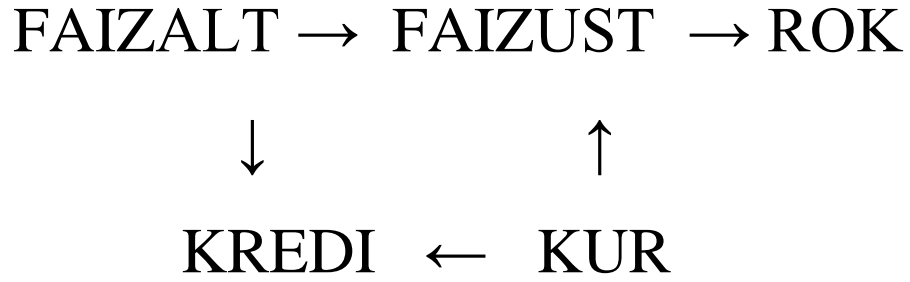 FAIZALT → FAIZUST → ROK
↓ ↑
KREDI ← KUR